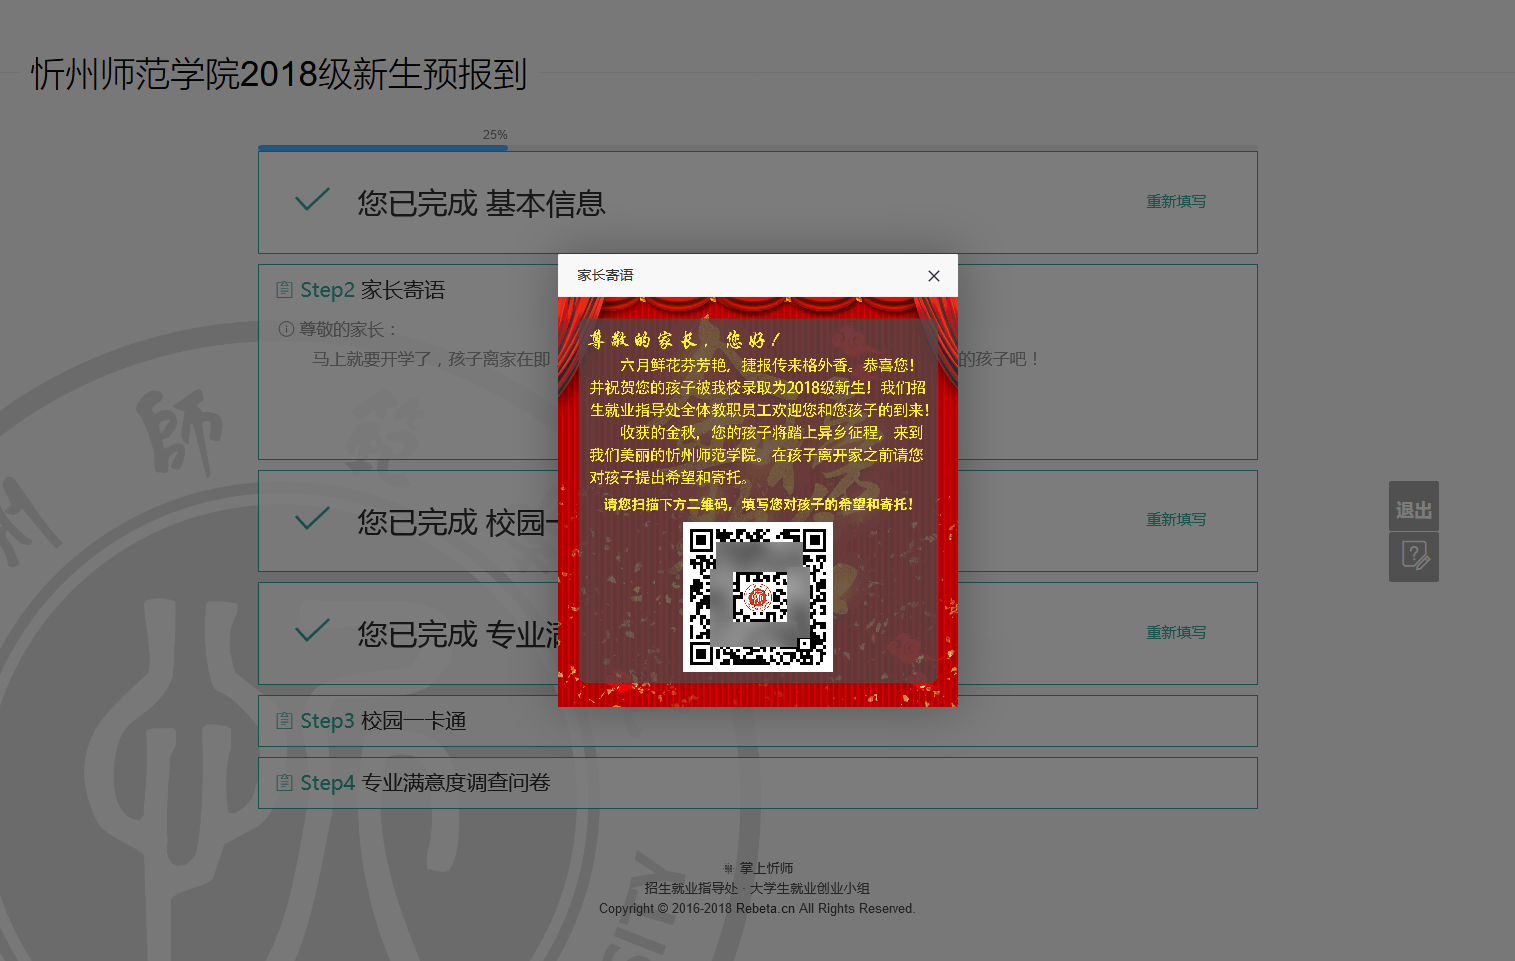 忻州师范学院2018级新生预报到
25%
您已完成 基本信息
重新填写
Step2 家长寄语
尊敬的家长：
马上就要开学了，孩子离家在即
的孩子吧！
您已完成 校园一
重新填写
您已完成 专业满
重新填写
Step3 校园一卡通
Step4 专业满意度调查问卷
家长寄语
尊敬的家长，您好！
六月鲜花芬芳艳，捷报传来格外香。恭喜您！
并祝贺您的孩子被我校录取为2018级新生！我们招
生就业指导处全体教职员工欢迎您和您孩子的到来！
收获的金秋，您的孩子将踏上异乡征程，来到
我们美丽的忻州师范学院。在孩子离开家之前请您
对孩子提出希望和寄托。
请您扫描下方二维码，填写您对孩子的希望和寄托！
退出
掌上忻师
招生就业指导处 · 大学生就业创业小组
Copyright © 2016-2018 Rebeta.cn All Rights Reserved.
師
SITY